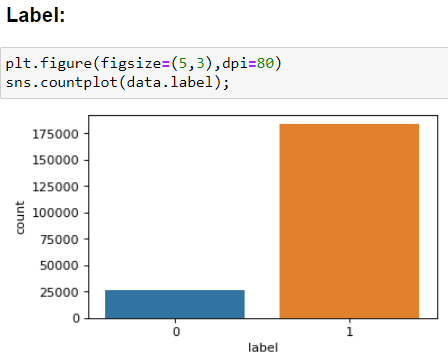 Label:
plt.figure(figsize=(5,3),dpi=80)
sns.countplot(data.label);
175000
150000
125000
100000
75000
50000
25000
0
count
0 1
label